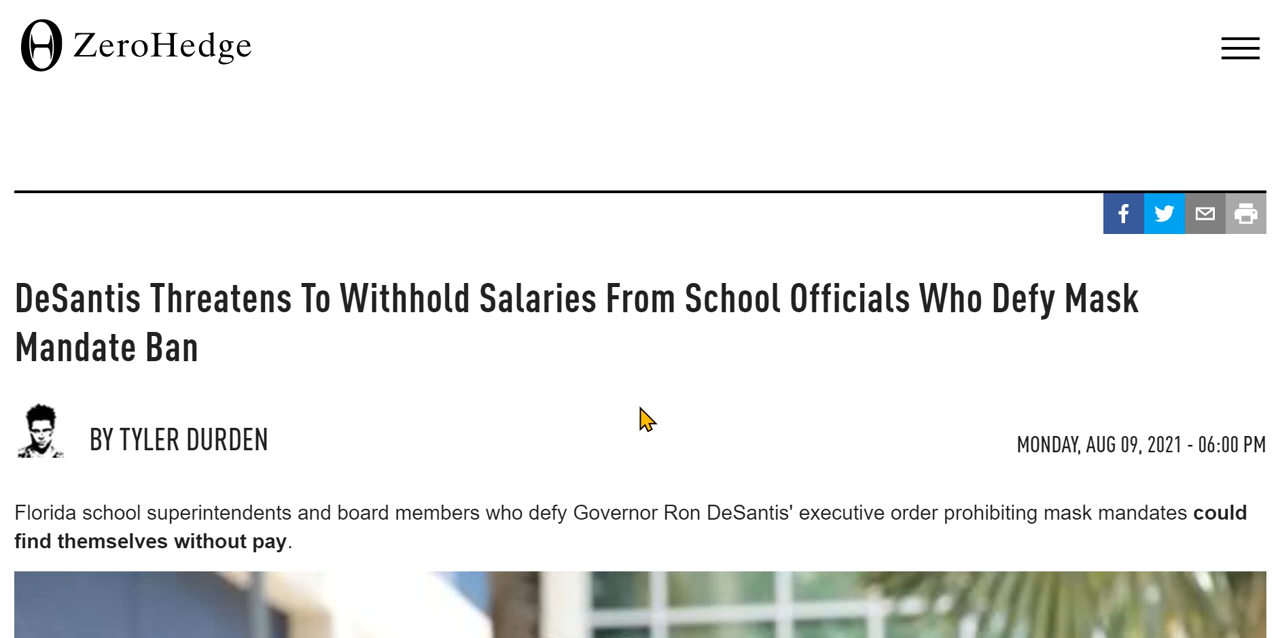 ZeroHedge
DeSantis Threatens To Withhold Salaries From School Officials Who Defy Mask
Mandate Ban
BY TYLER DURDEN
MONDAY, AUG 09, 2021 - 06:00 PM
Florida school superintendents and board members who defy Governor Ron DeSantis' executive order prohibiting mask mandates could
find themselves without pay.